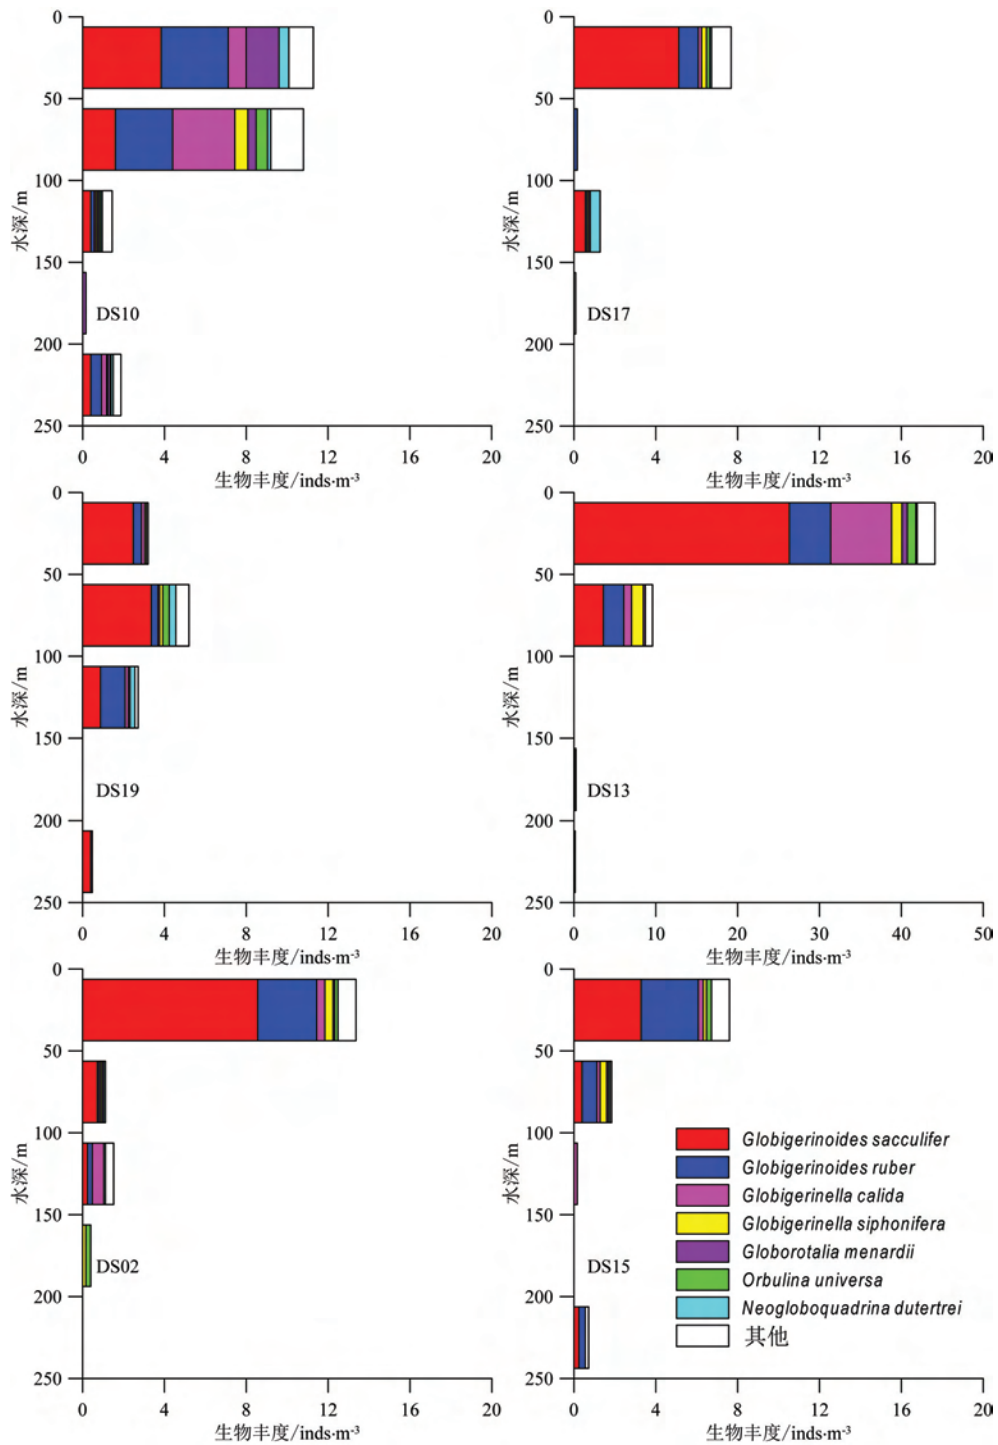 0
50
100
150
200
250
水深/m
DS10
0 4 8 12 16 20
生物丰度/inds·m-3
0
50
100
150
200
250
水深/m
DS17
0 4 8 12 16 20
生物丰度/inds·m-3
0
50
100
150
200
250
水深/m
DS19
0 4 8 12 16 20
生物丰度/inds·m-3
0
50
100
150
200
250
水深/m
DS13
0 10 20 30 40 50
生物丰度/inds·m-3
0
50
100
150
200
250
水深/m
DS02
0 4 8 12 16 20
生物丰度/inds·m-3
0
50
100
150
200
250
水深/m
DS15
Globigerinoides sacculifer
Globigerinoides ruber
Globigerinella calida
Globigerinella siphonifera
Globorotalia menardii
Orbulina universa
Neogloboquadrina dutertrei
其他
0 4 8 12 16 20
生物丰度/inds·m-3